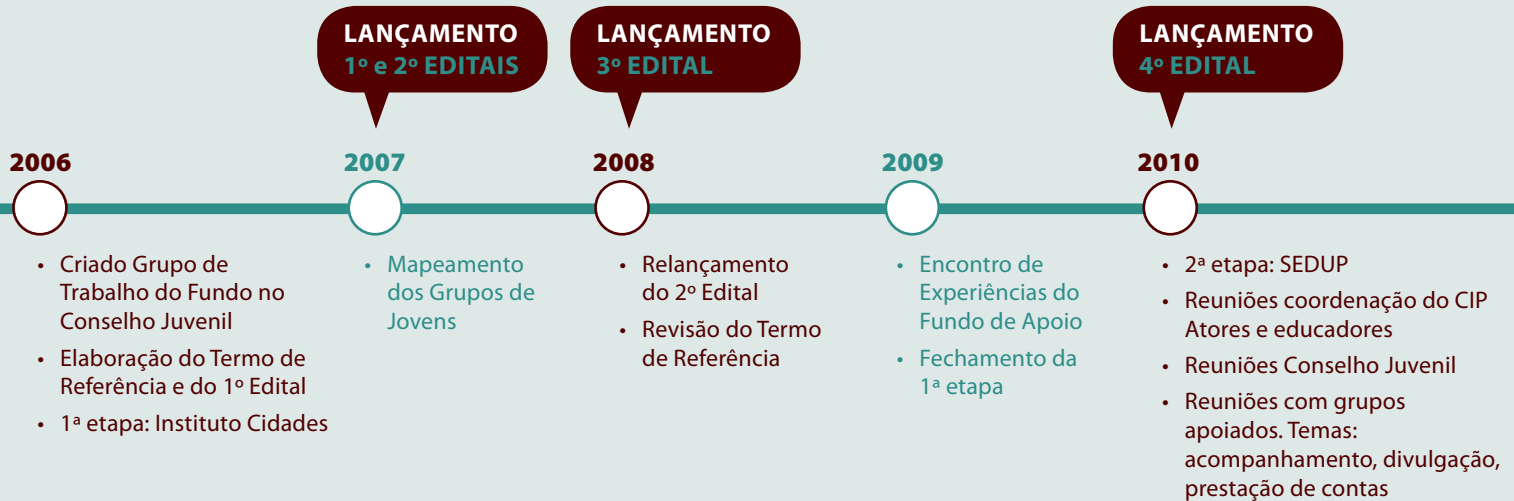 LANÇAMENTO
1º e 2º EDITAIS
LANÇAMENTO
3º EDITAL
LANÇAMENTO
4º EDITAL
2006
• Criado Grupo de
Trabalho do Fundo no
Conselho Juvenil
• Elaboração do Termo de
Referência e do 1º Edital
• 1ª etapa: Instituto Cidades
2007
• Mapeamento
dos Grupos de
Jovens
2008
• Relançamento
do 2º Edital
• Revisão do Termo
de Referência
2009
• Encontro de
Experiências do
Fundo de Apoio
• Fechamento da
1ª etapa
2010
• 2ª etapa: SEDUP
• Reuniões coordenação do CIP
Atores e educadores
• Reuniões Conselho Juvenil
• Reuniões com grupos
apoiados. Temas:
acompanhamento, divulgação,
prestação de contas